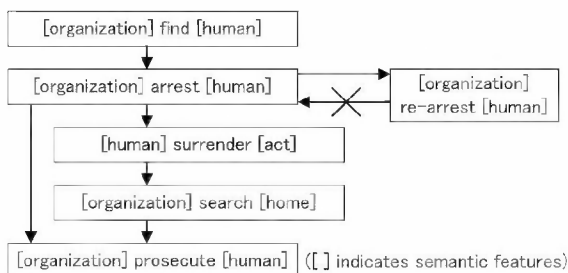 [organization] find [human]
[organization] arrest [human]
[organization]
re-arrest [human]
[human] surrender [act]
[organization] search [home]
[organization] prosecute [human]
([ ] indicates semantic features)